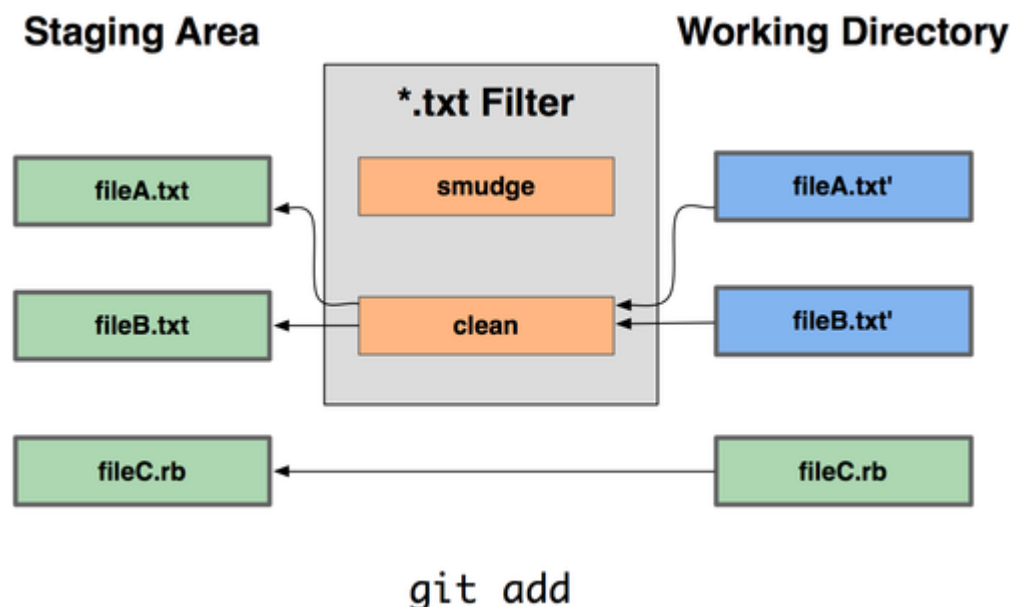 Staging Area
Working Directory
*.txt Filter
fileA.txt
smudge
fileA.txt'
fileB.txt
clean
fileB.txt'
fileC.rb
fileC.rb
git add